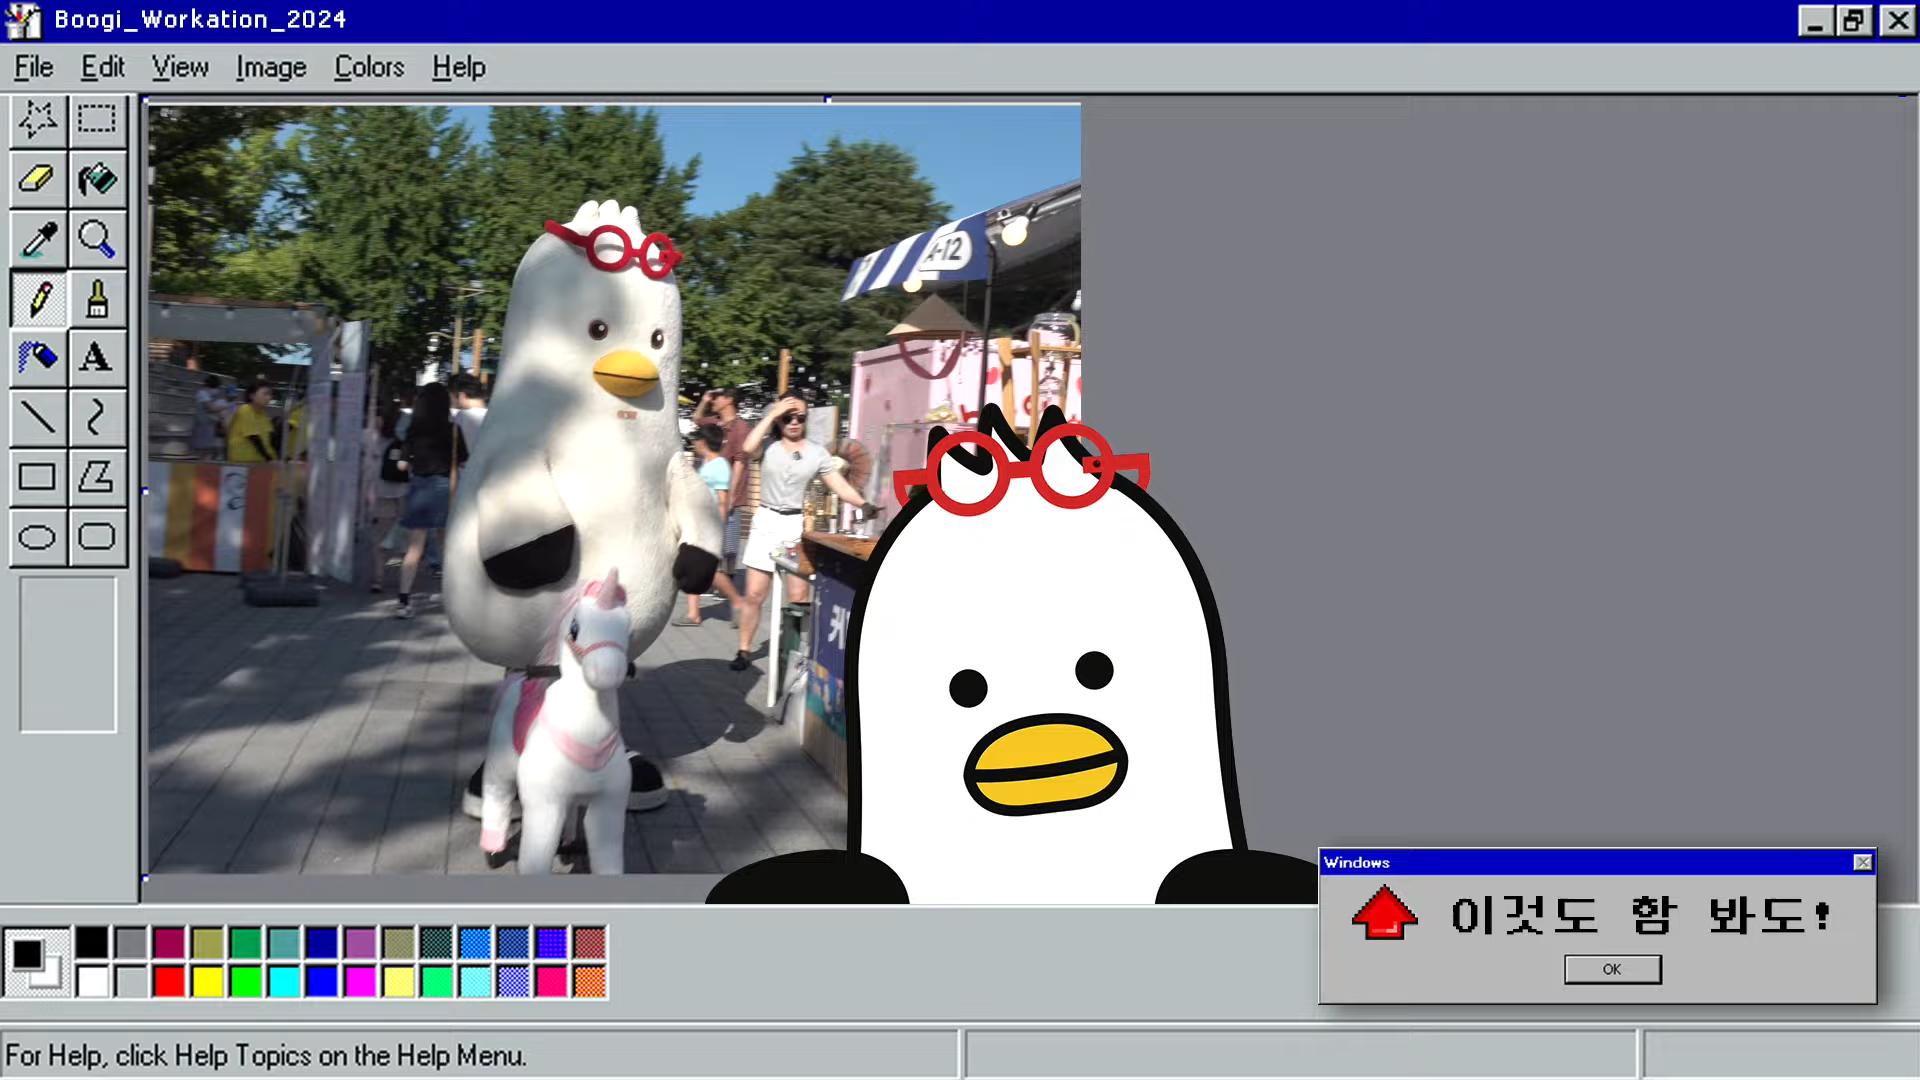 Boogi_Workation_2024
File Edit View Image Colors Help
A-12
A
Windows
이것도 함 봐도!
OK
For Help, click Help Topics on the Help Menu.